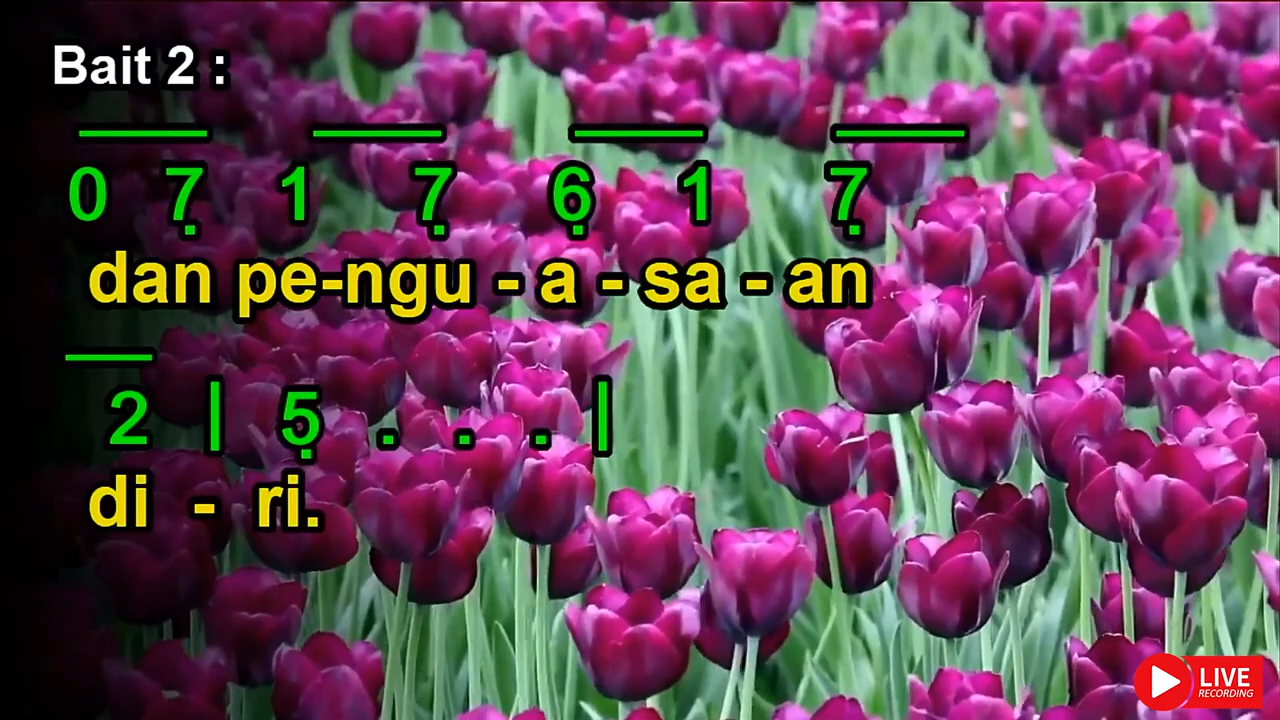 Bait 2 :
0 7̣ 1 7̣ 6̣ 1 7̣
dan pe-ngu - a - sa - an
2 | 5̣ . . . |
di - ri.
LIVE
RECORDING